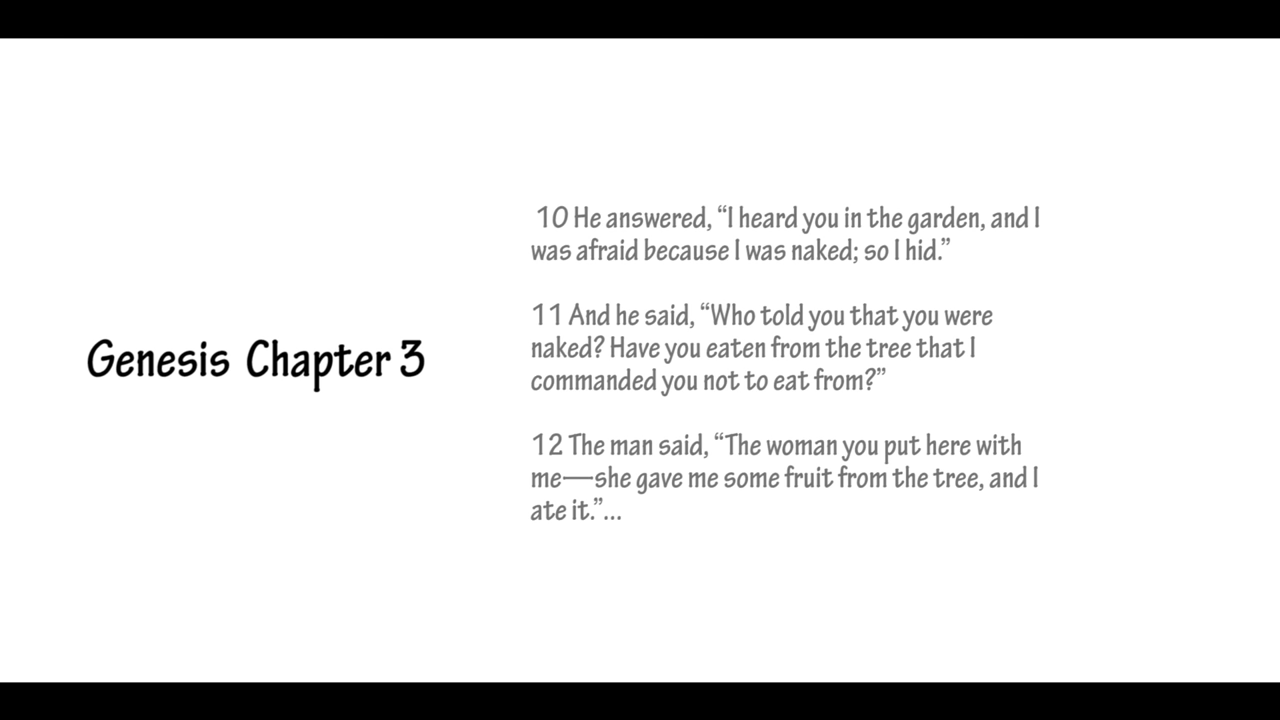 Genesis Chapter 3
10 He answered, “I heard you in the garden, and I
was afraid because I was naked; so I hid.”
11 And he said, “Who told you that you were
naked? Have you eaten from the tree that I
commanded you not to eat from?”
12 The man said, “The woman you put here with
me—she gave me some fruit from the tree, and I
ate it.”...